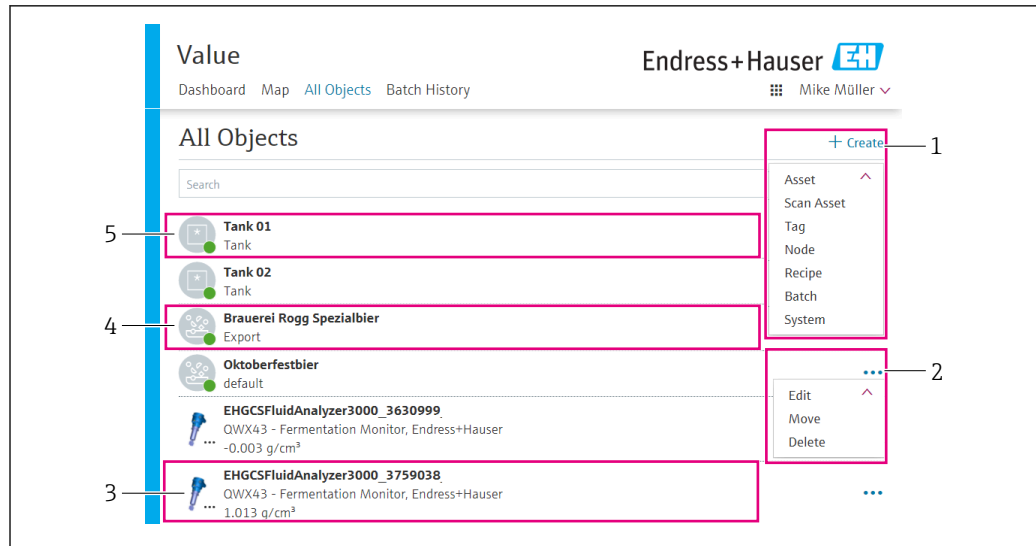 Value
Endress+Hauser EH
Dashboard Map All Objects Batch History
Mike Müller
All Objects
+ Create
1
Search
Asset
Scan Asset
Tag
Node
Recipe
Batch
System
5
Tank 01
Tank
Tank 02
Tank
4
Brauerei Rogg Spezialbier
Export
Oktoberfestbier
default
...
2
Edit
Move
Delete
EHGCSFluidAnalyzer3000_3630999
QWX43 - Fermentation Monitor, Endress+Hauser
-0.003 g/cm³
...
3
EHGCSFluidAnalyzer3000_3759038
QWX43 - Fermentation Monitor, Endress+Hauser
1.013 g/cm³
...
...